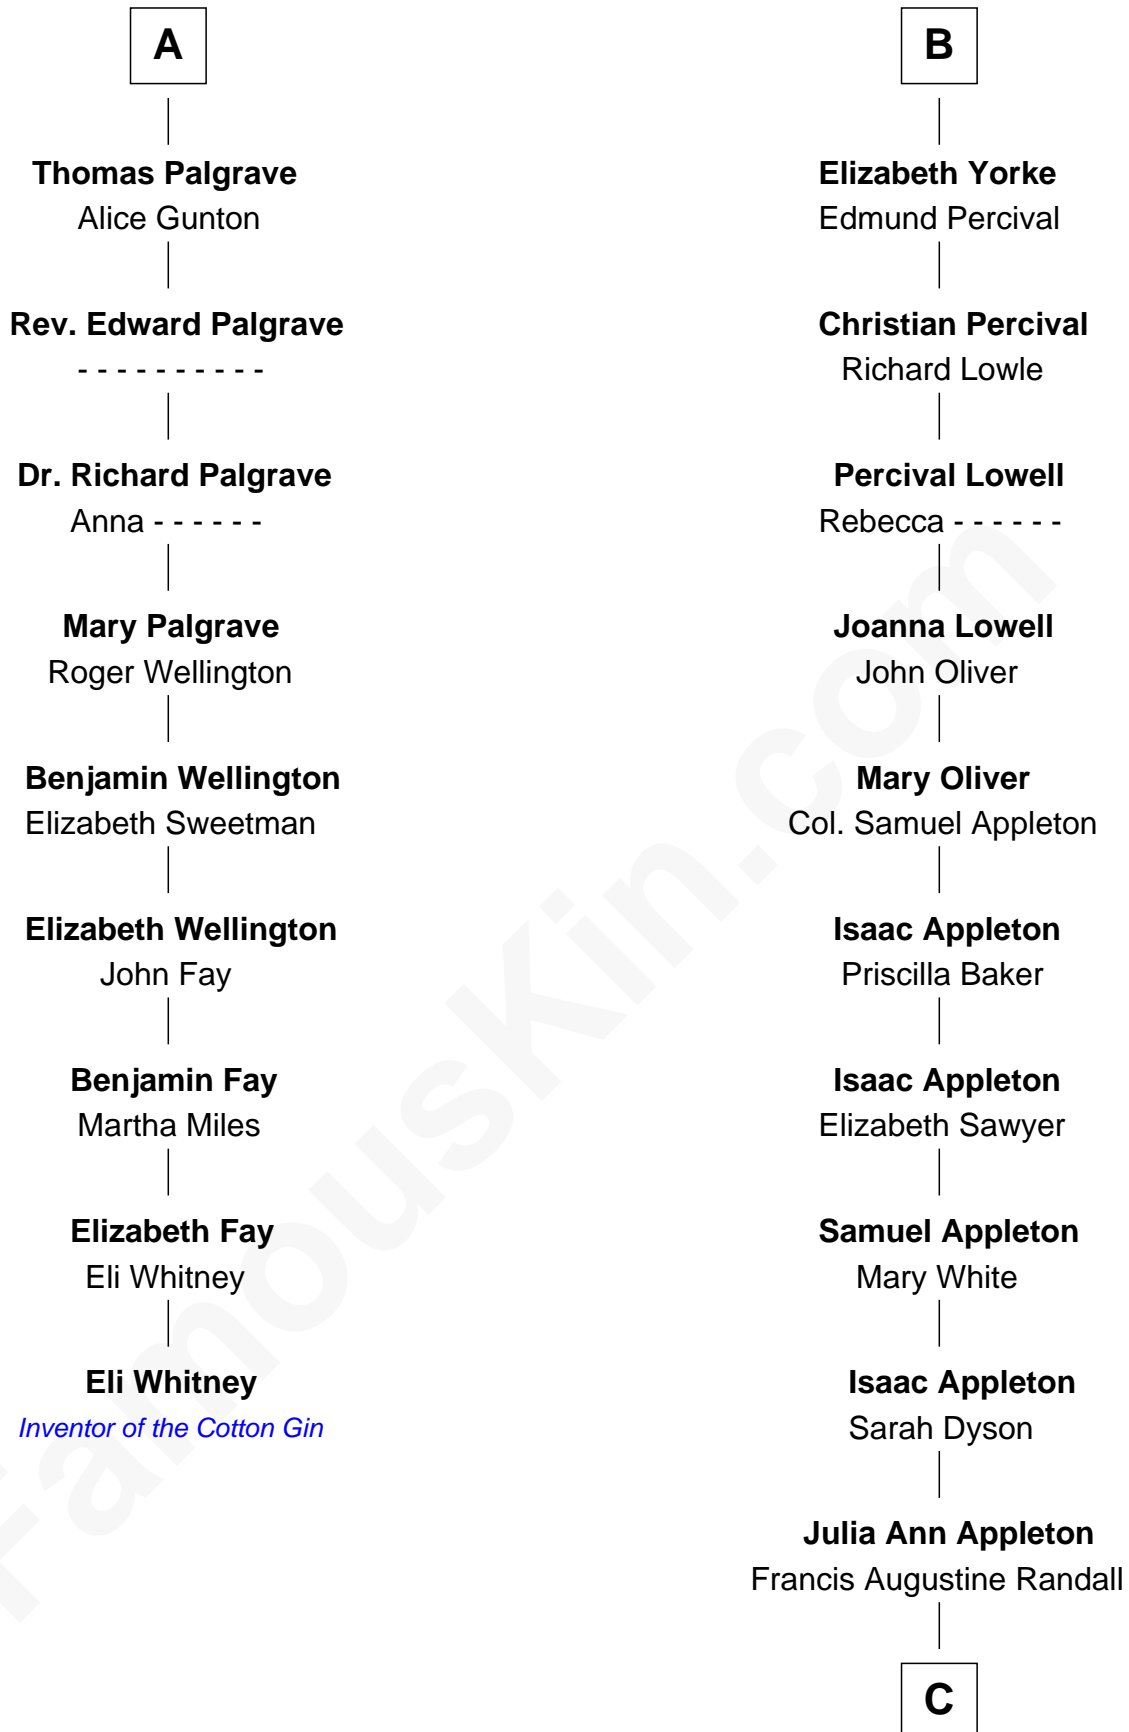 A
Thomas Palgrave
Alice Gunton
Rev. Edward Palgrave
- - - - - - - - - -
Dr. Richard Palgrave
Anna - - - - - -
Mary Palgrave
Roger Wellington
Benjamin Wellington
Elizabeth Sweetman
Elizabeth Wellington
John Fay
Benjamin Fay
Martha Miles
Elizabeth Fay
Eli Whitney
Eli Whitney
Inventor of the Cotton Gin
B
Elizabeth Yorke
Edmund Percival
Christian Percival
Richard Lowle
Percival Lowell
Rebecca - - - - - -
Joanna Lowell
John Oliver
Mary Oliver
Col. Samuel Appleton
Isaac Appleton
Priscilla Baker
Isaac Appleton
Elizabeth Sawyer
Samuel Appleton
Mary White
Isaac Appleton
Sarah Dyson
Julia Ann Appleton
Francis Augustine Randall
C
FamousKin.com